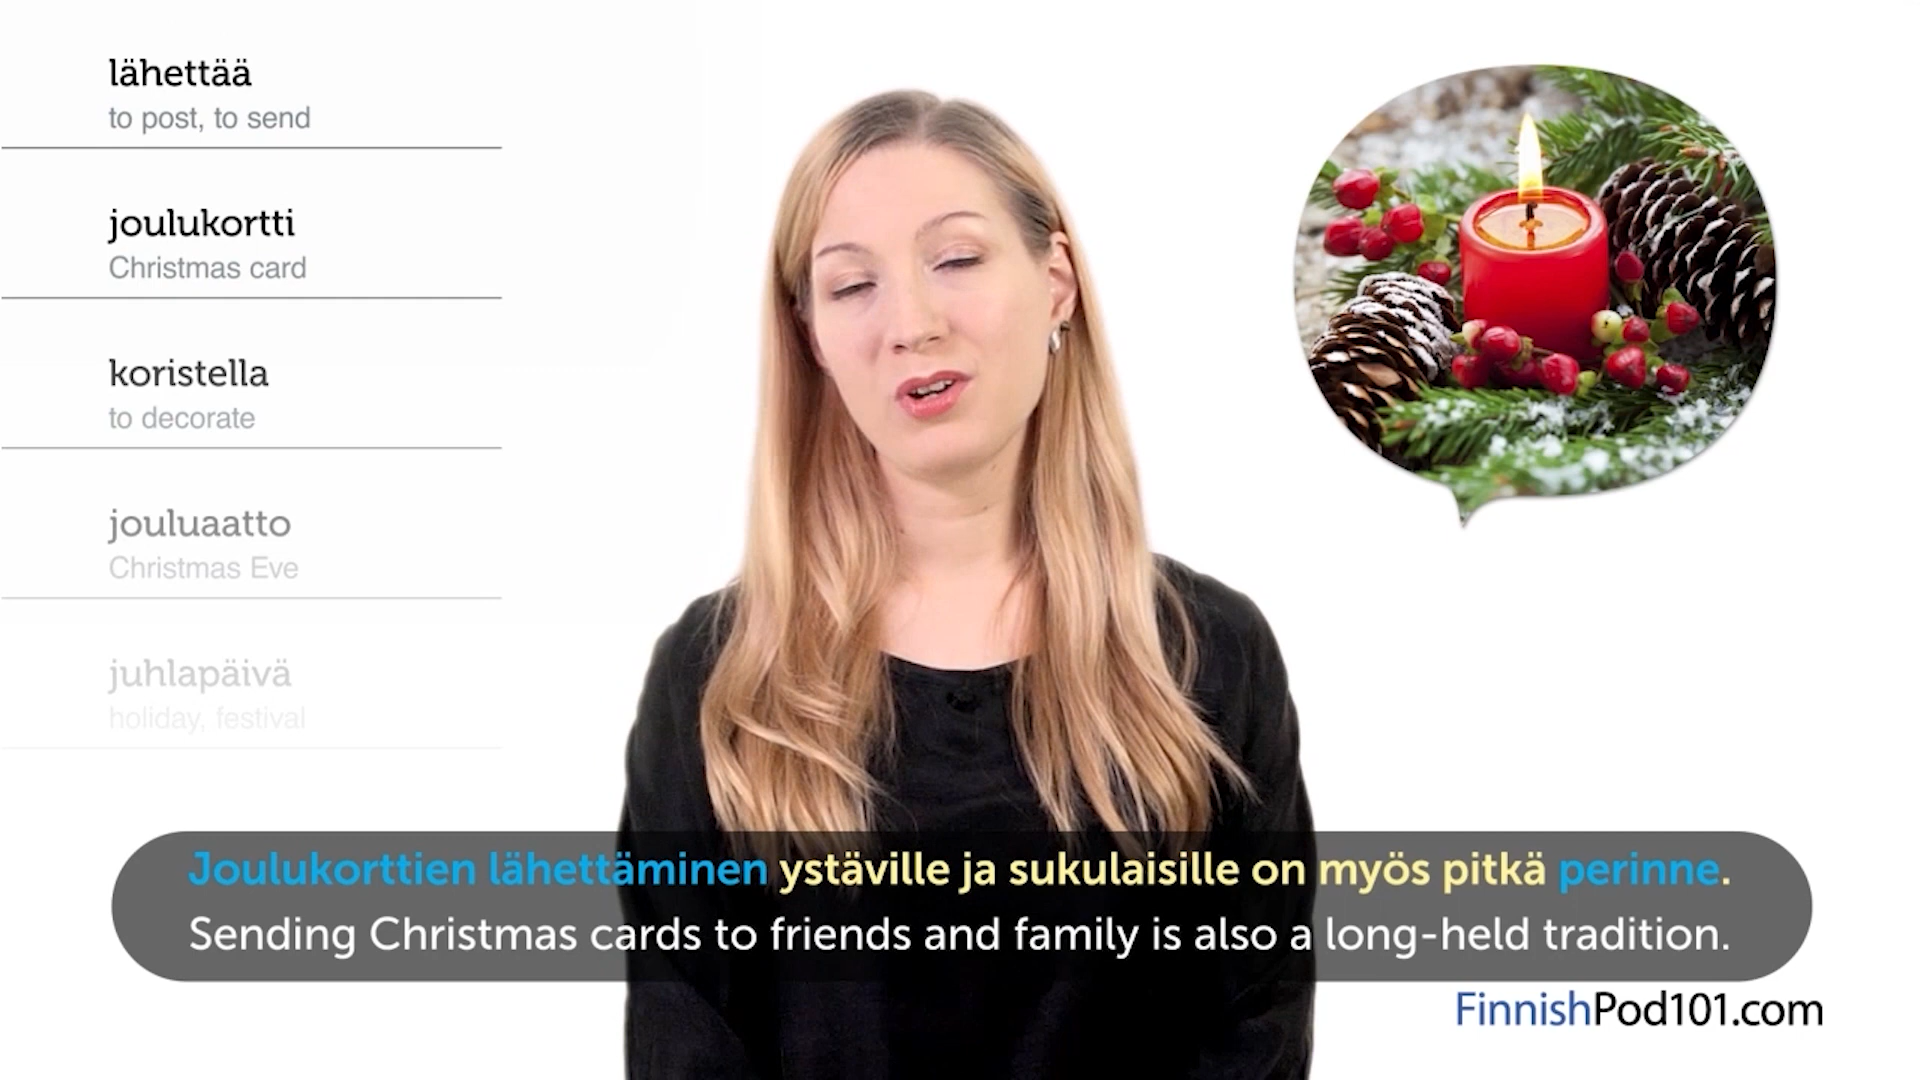 lähettää
to post, to send
joulukortti
Christmas card
koristella
to decorate
jouluaatto
Christmas Eve
juhlapäivä
holiday, festival
Joulukorttien lähettäminen ystäville ja sukulaisille on myös pitkä perinne.
Sending Christmas cards to friends and family is also a long-held tradition.
FinnishPod101.com